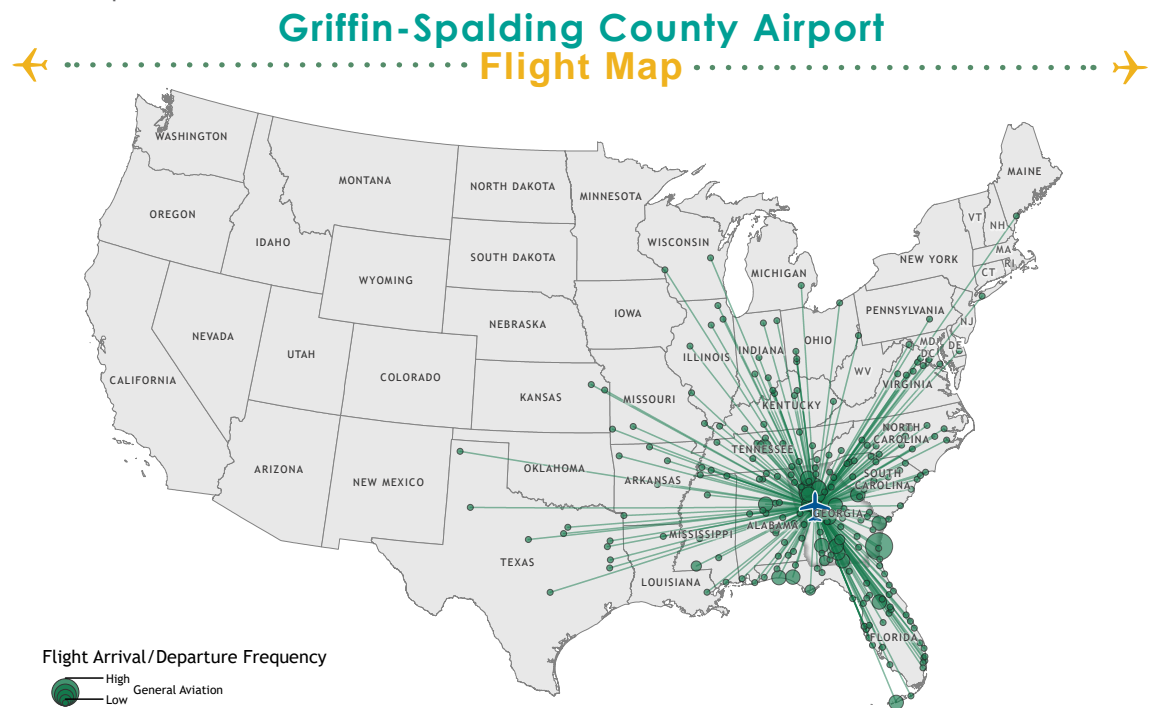 Griffin-Spalding County Airport
Flight Map
WASHINGTON
MAINE
MONTANA
NORTH DAKOTA
MINNESOTA
OREGON
VT
NH
IDAHO
WISCONSIN
MA
SOUTH DAKOTA
NEW YORK
RI
MICHIGAN
CT
WYOMING
PENNSYLVANIA
IOWA
NJ
NEBRASKA
NEVADA
OHIO
MD
DE
UTAH
INDIANA
DC
ILLINOIS
WV
COLORADO
CALIFORNIA
VIRGINIA
KANSAS
MISSOURI
KENTUCKY
NORTH
CAROLINA
TENNESSEE
ARIZONA
OKLAHOMA
SOUTH
CAROLINA
NEW MEXICO
ARKANSAS
GEORGIA
ALABAMA
MISSISSIPPI
TEXAS
LOUISIANA
FLORIDA
Flight Arrival/Departure Frequency
High
General Aviation
Low